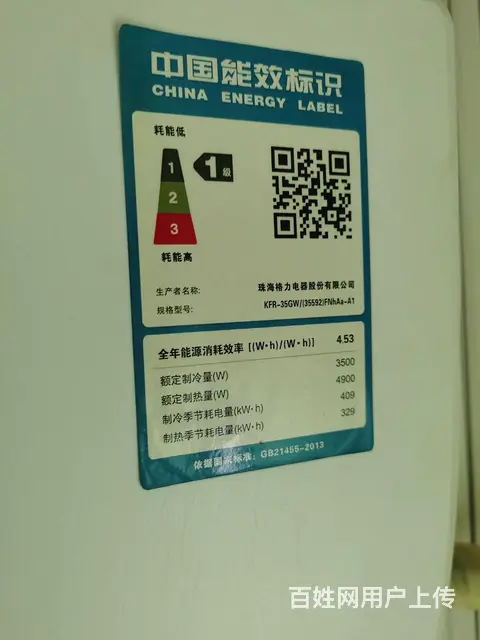 中国能效标识
CHINA ENERGY LABEL
耗能低
1
1级
2
3
耗能高
生产者名称: 珠海格力电器股份有限公司
规格型号: KFR-35GW/(35592)FNhAa-A1
全年能源消耗效率 [(W·h)/(W·h)] 4.53
额定制冷量(W) 3500
额定制热量(W) 4900
制冷季节耗电量(kW·h) 409
制热季节耗电量(kW·h) 329
依据国家标准: GB21455-2013
百姓网用户上传